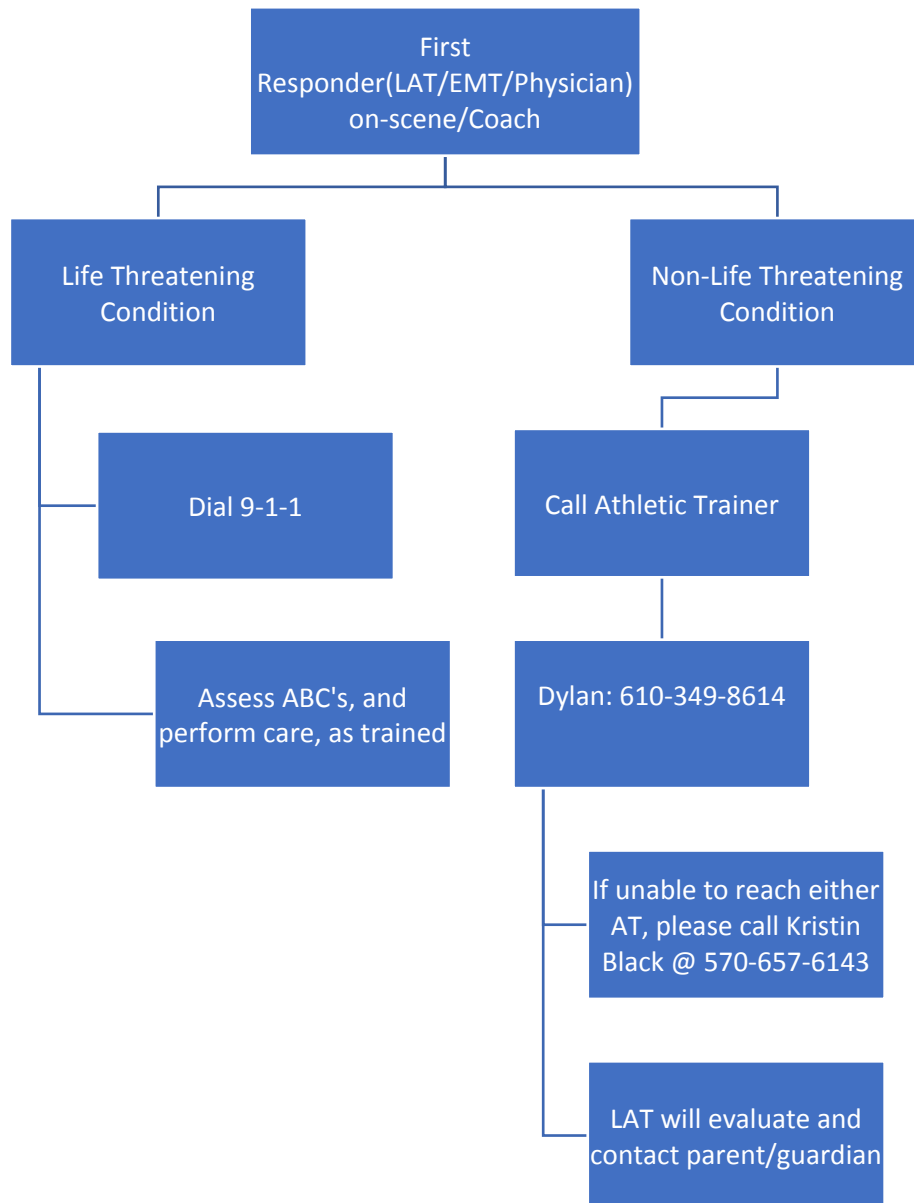 First
Responder(LAT/EMT/Physician)
on-scene/Coach
Life Threatening
Condition
Non-Life Threatening
Condition
Dial 9-1-1
Call Athletic Trainer
Assess ABC's, and
perform care, as trained
Dylan: 610-349-8614
If unable to reach either
AT, please call Kristin
Black @ 570-657-6143
LAT will evaluate and
contact parent/guardian